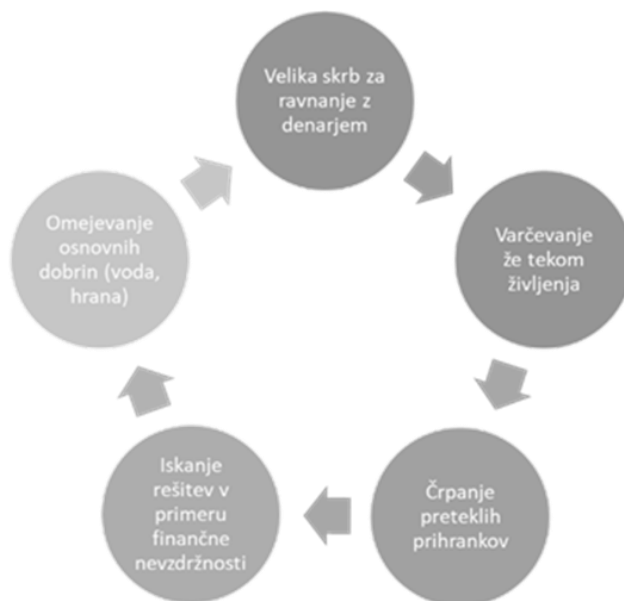 Velika skrb za
ravnanje z
denarjem
Varčevanje
že tekom
življenja
Črpanje
preteklih
prihrankov
Iskanje
rešitev v
primeru
finančne
nevzdržnosti
Omejevanje
osnovnih
dobrin (voda,
hrana)